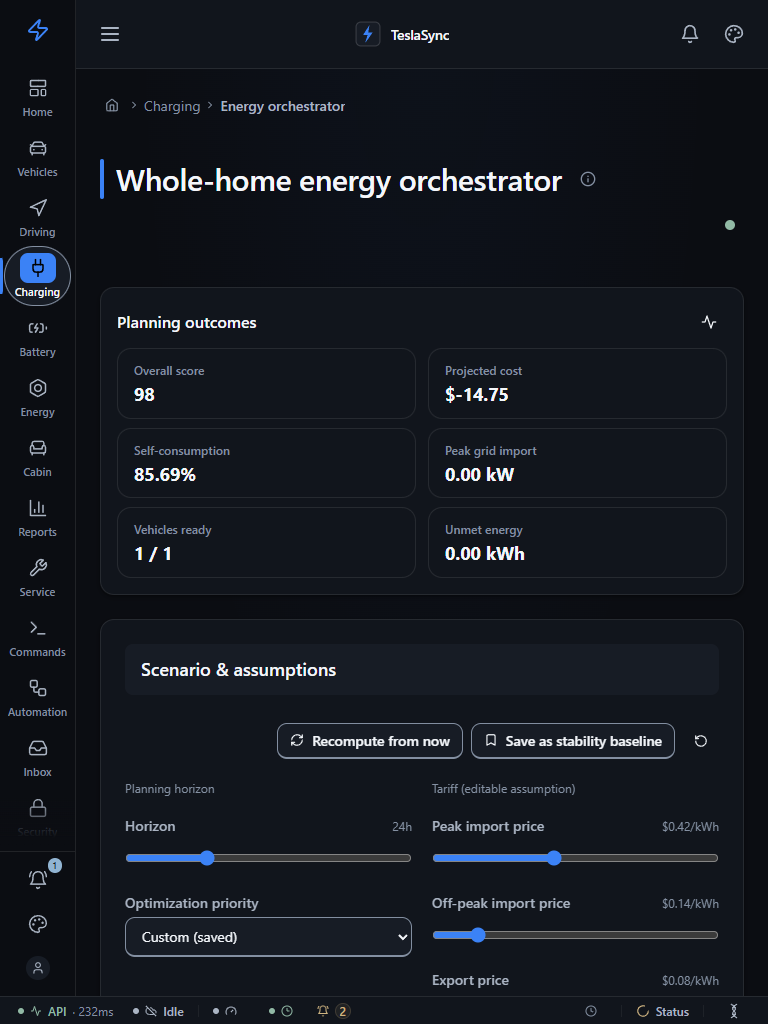 TeslaSync
Home
Vehicles
Driving
Charging
Battery
Energy
Cabin
Reports
Service
Commands
Automation
Inbox
Security
1
Charging
Energy orchestrator
Whole-home energy orchestrator
Planning outcomes
Overall score
98
Projected cost
$-14.75
Self-consumption
85.69%
Peak grid import
0.00 kW
Vehicles ready
1 / 1
Unmet energy
0.00 kWh
Scenario & assumptions
Recompute from now
Save as stability baseline
Planning horizon
Horizon 24h
Optimization priority
Custom (saved)
Tariff (editable assumption)
Peak import price $0.42/kWh
Off-peak import price $0.14/kWh
Export price $0.08/kWh
API · 232ms Idle 2 Status